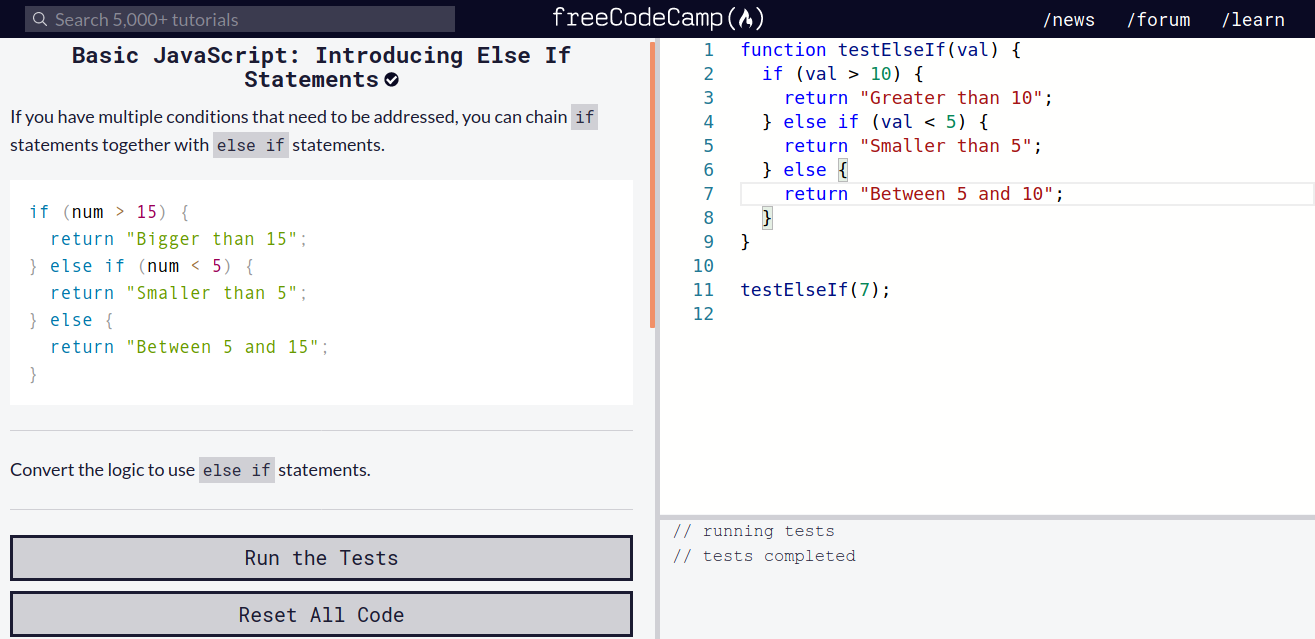 Search 5,000+ tutorials
freeCodeCamp(🔥)
/news /forum /learn
Basic JavaScript: Introducing Else If
Statements
If you have multiple conditions that need to be addressed, you can chain if
statements together with else if statements.
if (num > 15) {
  return "Bigger than 15";
} else if (num < 5) {
  return "Smaller than 5";
} else {
  return "Between 5 and 15";
}
Convert the logic to use else if statements.
Run the Tests
Reset All Code
1 function testElseIf(val) {
2   if (val > 10) {
3     return "Greater than 10";
4   } else if (val < 5) {
5     return "Smaller than 5";
6   } else {
7     return "Between 5 and 10";
8   }
9 }
10
11 testElseIf(7);
12
// running tests
// tests completed